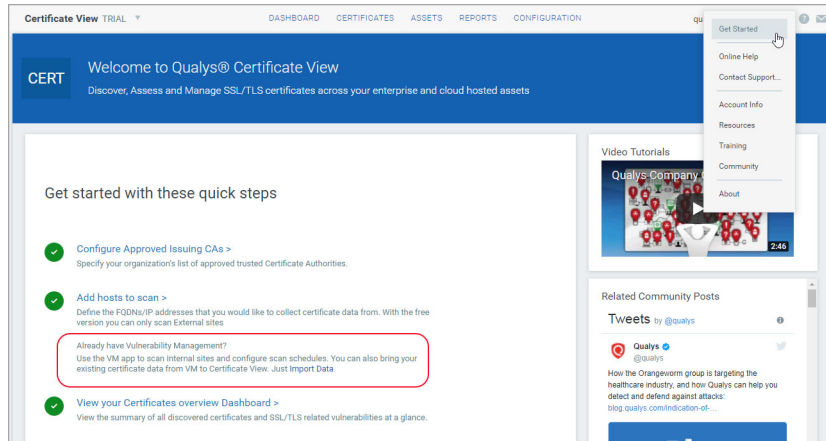 Certificate View TRIAL
DASHBOARD CERTIFICATES ASSETS REPORTS CONFIGURATION
Get Started
Online Help
Contact Support...
Account Info
Resources
Training
Community
About
CERT
Welcome to Qualys® Certificate View
Discover, Assess and Manage SSL/TLS certificates across your enterprise and cloud hosted assets
Get started with these quick steps
Configure Approved Issuing CAs >
Specify your organization's list of approved trusted Certificate Authorities.
Add hosts to scan >
Define the FQDNs/IP addresses that you would like to collect certificate data from. With the free
version you can only scan External sites
Already have Vulnerability Management?
Use the VM app to scan Internal sites and configure scan schedules. You can also bring your
existing certificate data from VM to Certificate View. Just Import Data
View your Certificates overview Dashboard >
View the summary of all discovered certificates and SSL/TLS related vulnerabilities at a glance.
Video Tutorials
Qualys Company
2:46
Related Community Posts
Tweets by @qualys
Qualys
@qualys
How the Orangeworm group is targeting the
healthcare industry, and how Qualys can help you
detect and defend against attacks:
blog.qualys.com/indication-of-...